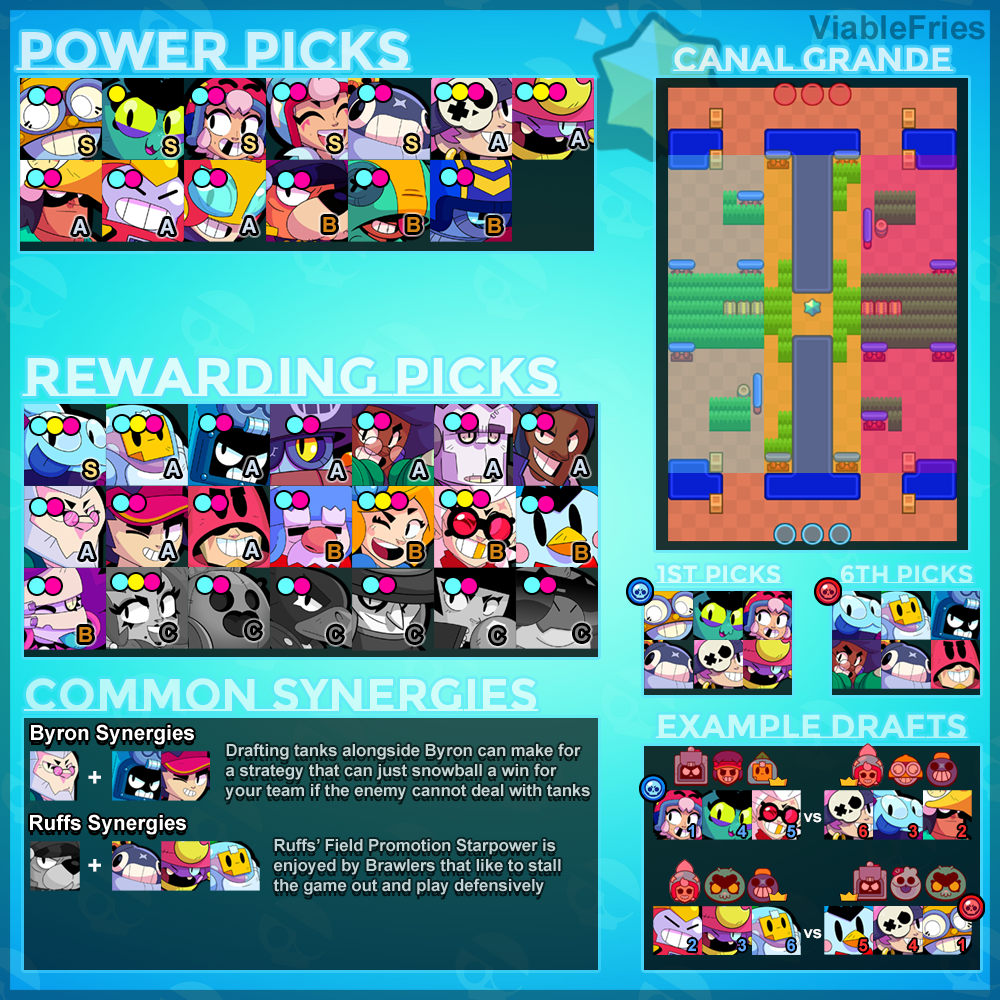 ViableFries
POWER PICKS
CANAL GRANDE
S S S S S A A
A A A B B B
REWARDING PICKS
S A A A A A A
A A A B B B B
B C C C C C C
1ST PICKS
6TH PICKS
COMMON SYNERGIES
Byron Synergies
+
Drafting tanks alongside Byron can make for
a strategy that can just snowball a win for
your team if the enemy cannot deal with tanks
Ruffs Synergies
+
Ruffs' Field Promotion Starpower is
enjoyed by Brawlers that like to stall
the game out and play defensively
EXAMPLE DRAFTS
1 4 5 vs 6 3 2
2 3 6 vs 5 4 1